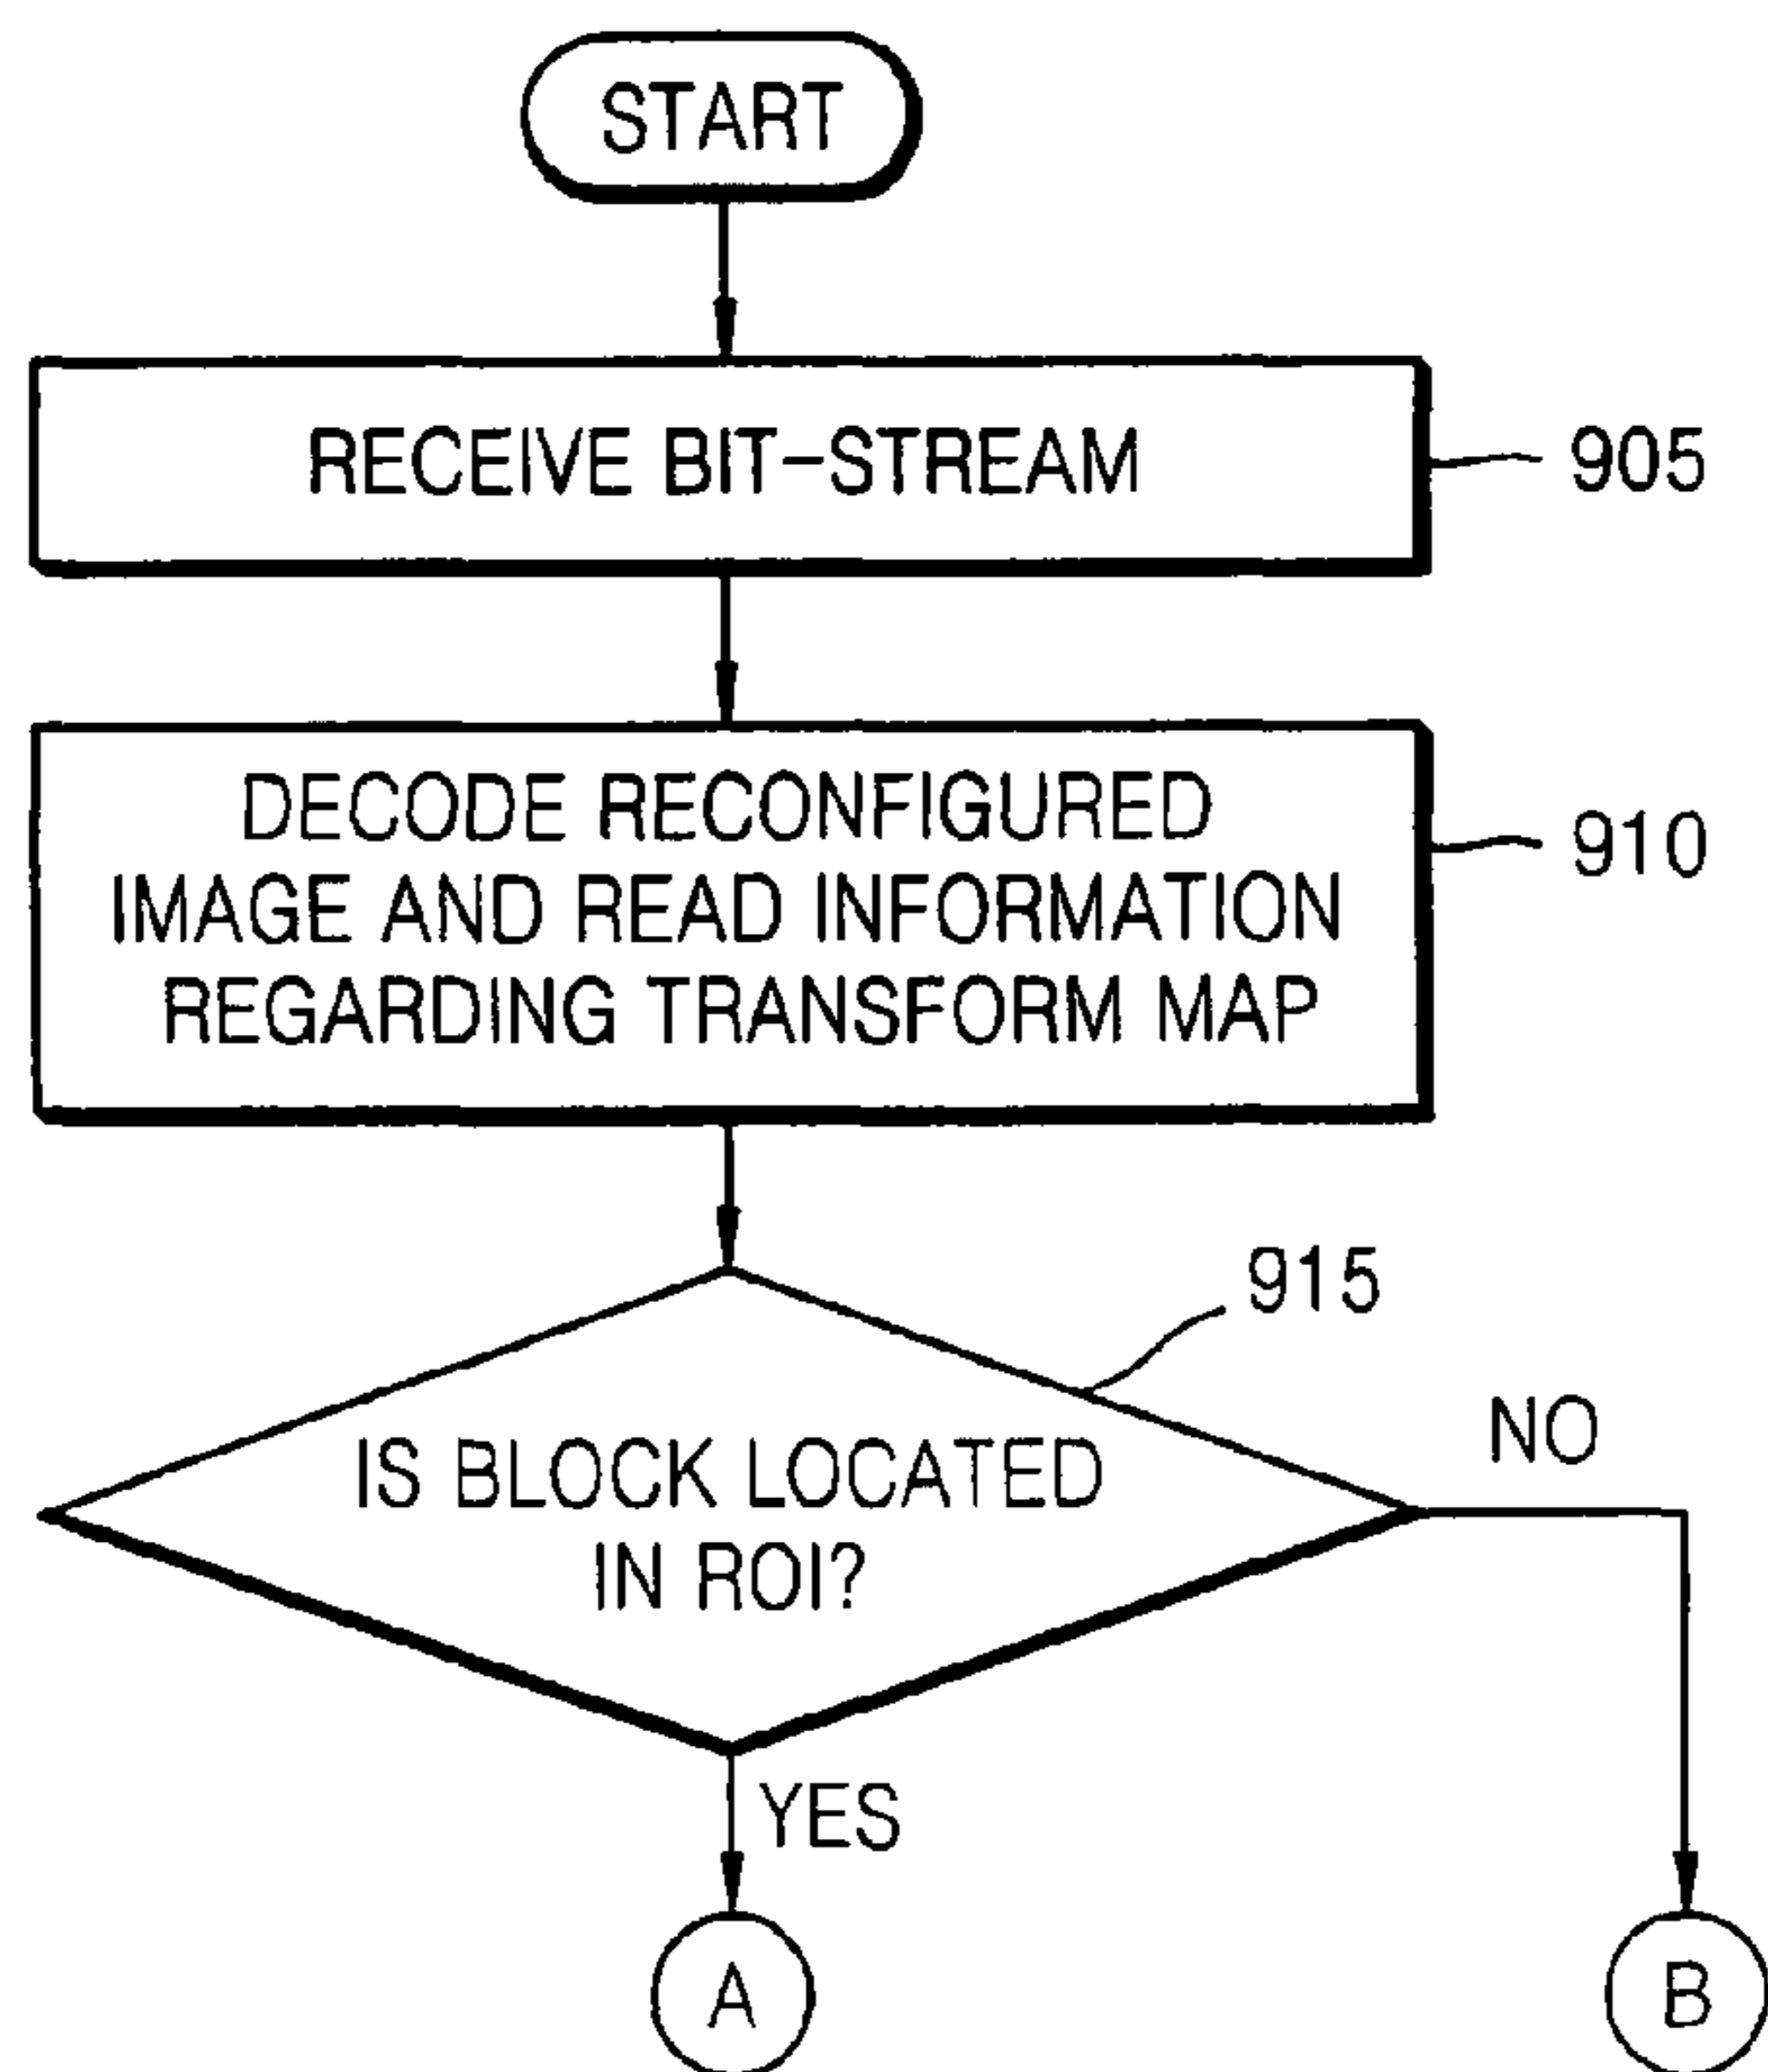 START
RECEIVE BIT-STREAM
905
DECODE RECONFIGURED
IMAGE AND READ INFORMATION
REGARDING TRANSFORM MAP
910
915
IS BLOCK LOCATED
IN ROI?
NO
YES
A
B